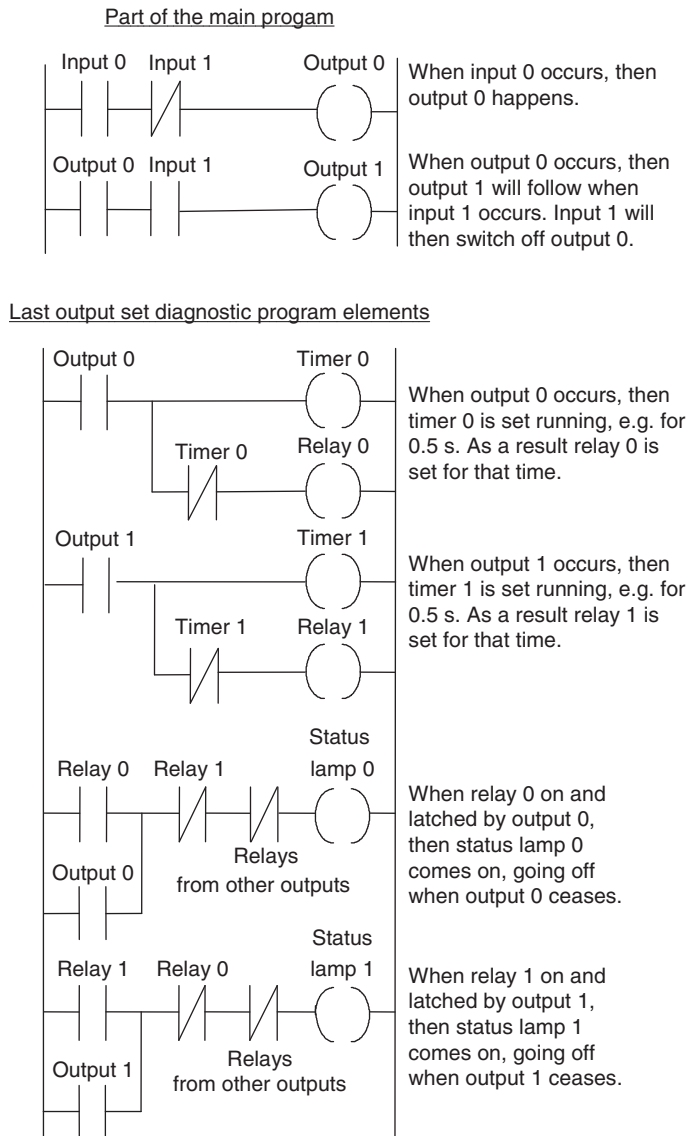 Part of the main progam
Input 0 Input 1 Output 0
When input 0 occurs, then
output 0 happens.
Output 0 Input 1 Output 1
When output 0 occurs, then
output 1 will follow when
input 1 occurs. Input 1 will
then switch off output 0.
Last output set diagnostic program elements
Output 0 Timer 0
Timer 0 Relay 0
When output 0 occurs, then
timer 0 is set running, e.g. for
0.5 s. As a result relay 0 is
set for that time.
Output 1 Timer 1
Timer 1 Relay 1
When output 1 occurs, then
timer 1 is set running, e.g. for
0.5 s. As a result relay 1 is
set for that time.
Status
Relay 0 Relay 1 lamp 0
Relays
from other outputs
Output 0
When relay 0 on and
latched by output 0,
then status lamp 0
comes on, going off
when output 0 ceases.
Status
Relay 1 Relay 0 lamp 1
Relays
from other outputs
Output 1
When relay 1 on and
latched by output 1,
then status lamp 1
comes on, going off
when output 1 ceases.